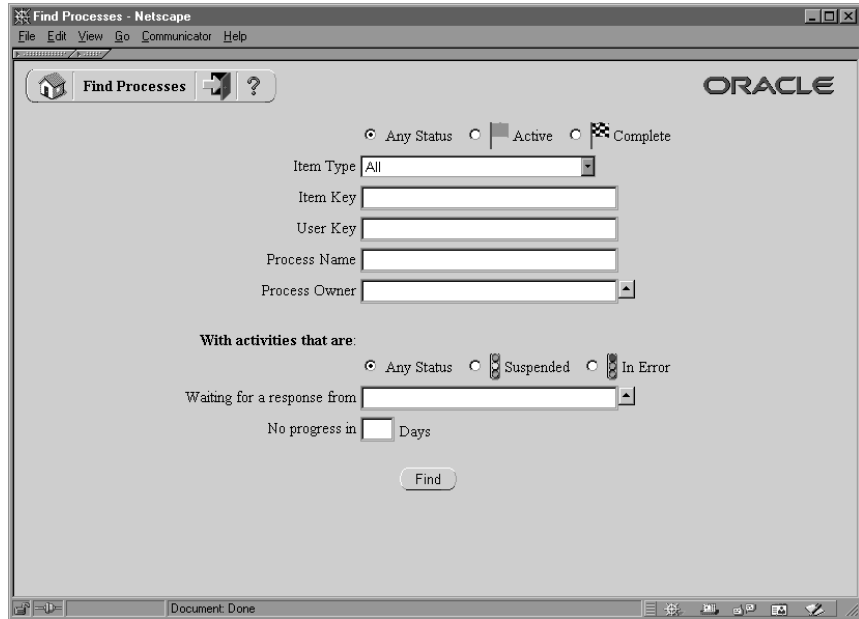 Find Processes - Netscape
File Edit View Go Communicator Help
Find Processes ?
ORACLE
Any Status Active Complete
Item Type All
Item Key
User Key
Process Name
Process Owner
With activities that are:
Any Status Suspended In Error
Waiting for a response from
No progress in Days
Find
Document: Done